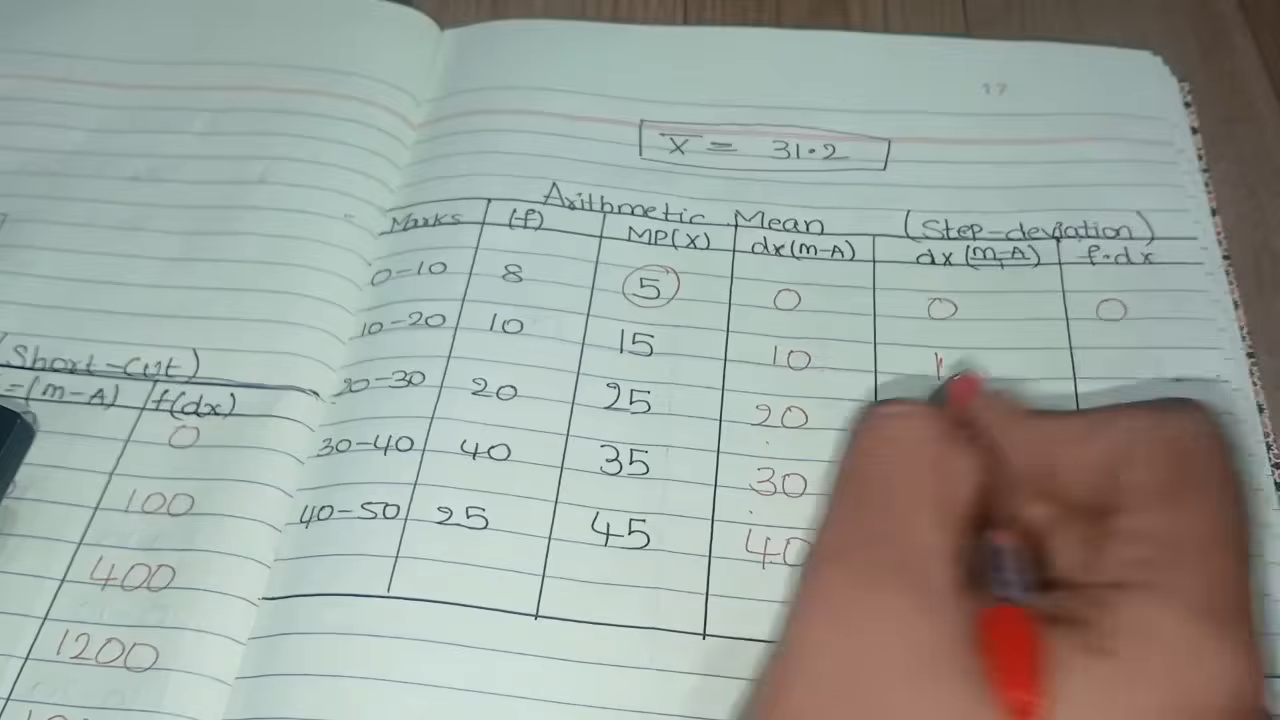 17
X̄ = 31.2
Arithmetic Mean (Step-deviation)
Marks (f) MP(X) dx(m-A) dx(m-A) f.dx
0-10 8 5 0 0 0
10-20 10 15 10 1
20-30 20 25 20
30-40 40 35 30
40-50 25 45 40
(Short-cut)
=(m-A) f(dx)
0
100
400
1200